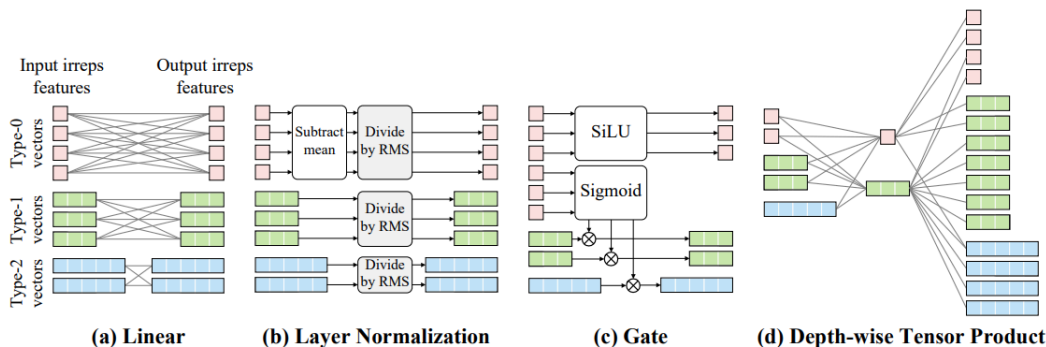 Input irreps
features
Output irreps
features
Type-0
vectors
Type-1
vectors
Type-2
vectors
(a) Linear
Subtract
mean
Divide
by RMS
Divide
by RMS
Divide
by RMS
(b) Layer Normalization
SiLU
Sigmoid
(c) Gate
(d) Depth-wise Tensor Product